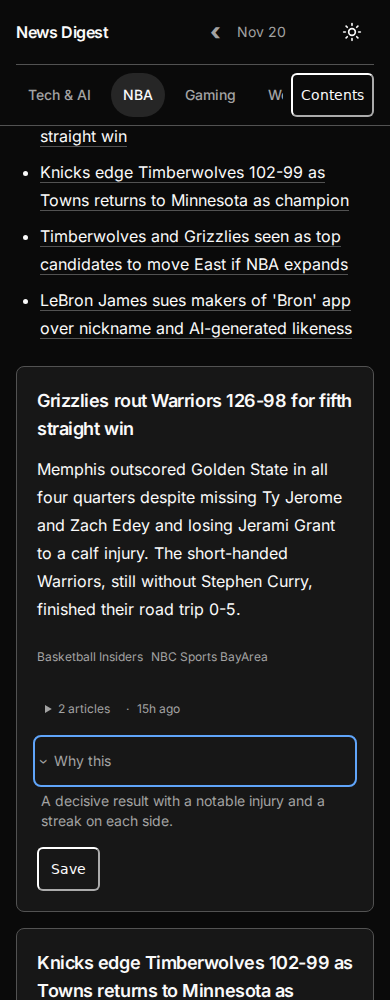 News Digest
Nov 20
Tech & AI
NBA
Gaming
Contents
straight win
Knicks edge Timberwolves 102-99 as
Towns returns to Minnesota as champion
Timberwolves and Grizzlies seen as top
candidates to move East if NBA expands
LeBron James sues makers of 'Bron' app
over nickname and AI-generated likeness
Grizzlies rout Warriors 126-98 for fifth
straight win
Memphis outscored Golden State in all
four quarters despite missing Ty Jerome
and Zach Edey and losing Jerami Grant
to a calf injury. The short-handed
Warriors, still without Stephen Curry,
finished their road trip 0-5.
Basketball Insiders NBC Sports BayArea
2 articles · 15h ago
Why this
A decisive result with a notable injury and a
streak on each side.
Save
Knicks edge Timberwolves 102-99 as
Towns returns to Minnesota as